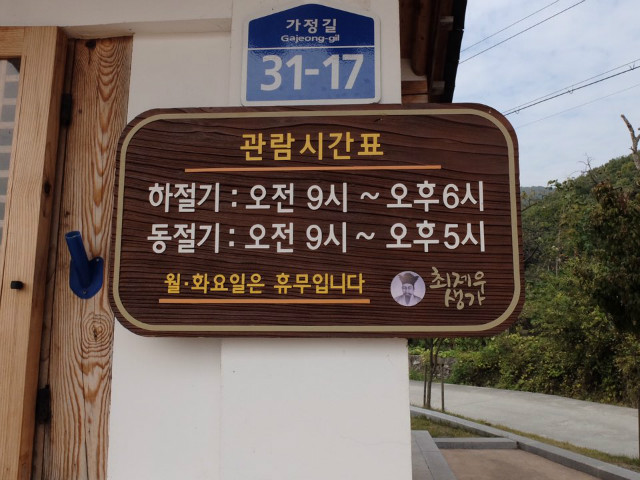 가정길
Gajeong-gil
31-17
관람시간표
하절기 : 오전 9시 ~ 오후6시
동절기 : 오전 9시 ~ 오후5시
월·화요일은 휴무입니다
최제우
생가